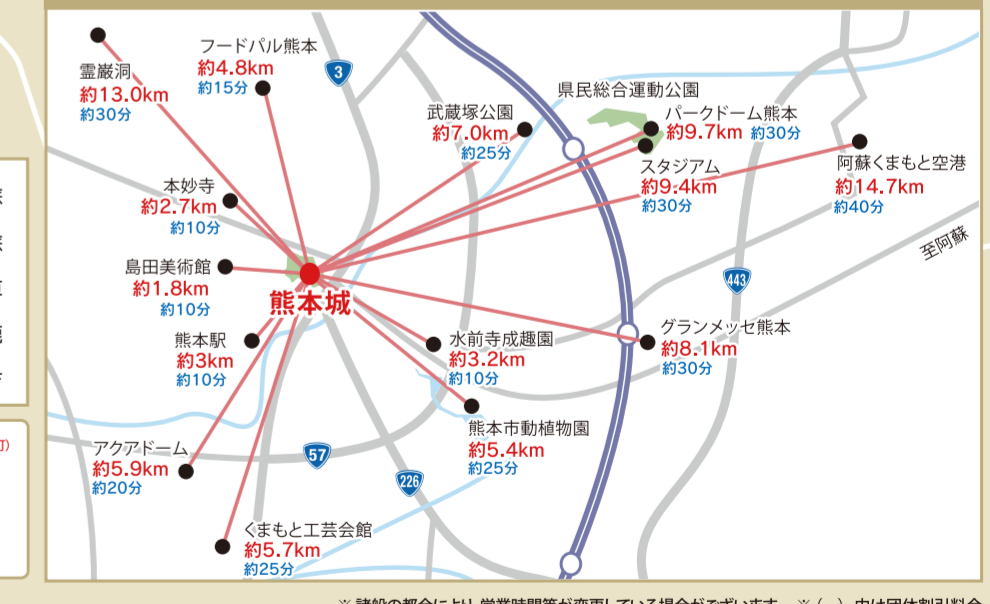 霊巌洞
約13.0km
約30分
フードパル熊本
約4.8km
約15分
3
武蔵塚公園
約7.0km
約25分
県民総合運動公園
パークドーム熊本
約9.7km 約30分
スタジアム
約9.4km
約30分
阿蘇くまもと空港
約14.7km
約40分
本妙寺
約2.7km
約10分
島田美術館
約1.8km
約10分
熊本城
至阿蘇
443
熊本駅
約3km
約10分
水前寺成趣園
約3.2km
約10分
グランメッセ熊本
約8.1km
約30分
熊本市動植物園
約5.4km
約25分
アクアドーム
約5.9km
約20分
57
226
くまもと工芸会館
約5.7km
約25分